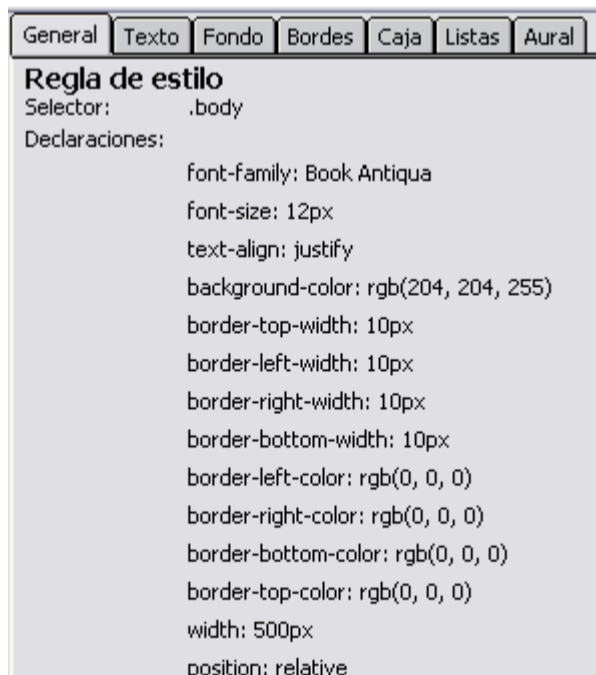 General Texto Fondo Bordes Caja Listas Aural
Regla de estilo
Selector: .body
Declaraciones:
font-family: Book Antiqua
font-size: 12px
text-align: justify
background-color: rgb(204, 204, 255)
border-top-width: 10px
border-left-width: 10px
border-right-width: 10px
border-bottom-width: 10px
border-left-color: rgb(0, 0, 0)
border-right-color: rgb(0, 0, 0)
border-bottom-color: rgb(0, 0, 0)
border-top-color: rgb(0, 0, 0)
width: 500px
position: relative